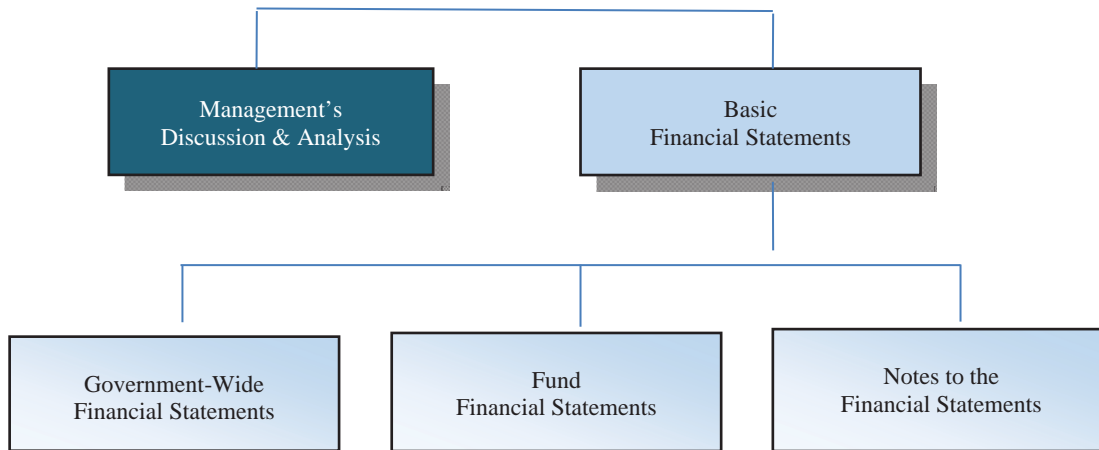 Management’s
Discussion & Analysis
Basic
Financial Statements
Government-Wide
Financial Statements
Fund
Financial Statements
Notes to the
Financial Statements